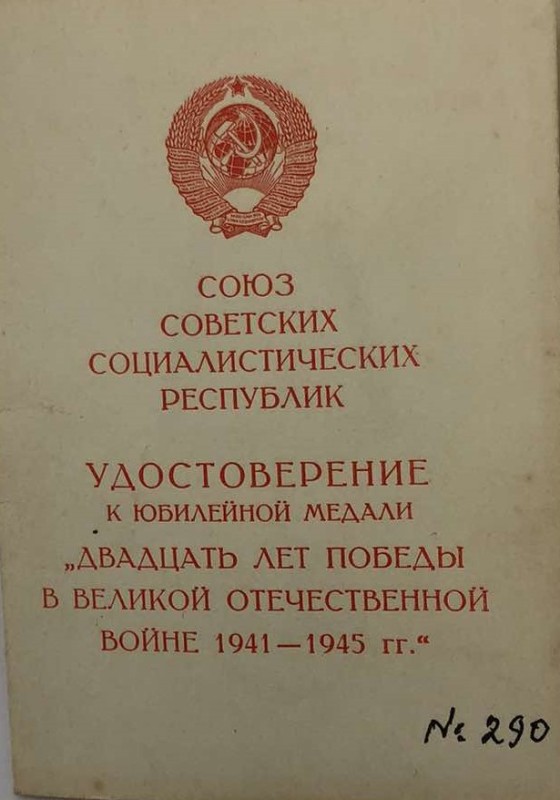 СОЮЗ
СОВЕТСКИХ
СОЦИАЛИСТИЧЕСКИХ
РЕСПУБЛИК
УДОСТОВЕРЕНИЕ
К ЮБИЛЕЙНОЙ МЕДАЛИ
„ДВАДЦАТЬ ЛЕТ ПОБЕДЫ
В ВЕЛИКОЙ ОТЕЧЕСТВЕННОЙ
ВОЙНЕ 1941—1945 гг.“
№ 290